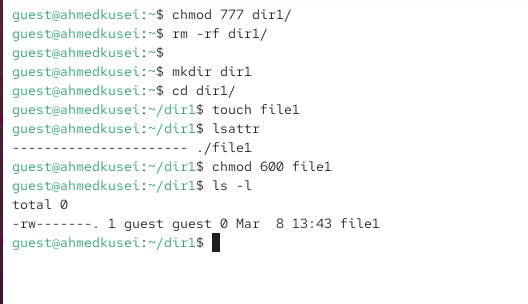 guest@ahmedkusei:~$ chmod 777 dir1/
guest@ahmedkusei:~$ rm -rf dir1/
guest@ahmedkusei:~$
guest@ahmedkusei:~$ mkdir dir1
guest@ahmedkusei:~$ cd dir1/
guest@ahmedkusei:~/dir1$ touch file1
guest@ahmedkusei:~/dir1$ lsattr
---------------------- ./file1
guest@ahmedkusei:~/dir1$ chmod 600 file1
guest@ahmedkusei:~/dir1$ ls -l
total 0
-rw-------. 1 guest guest 0 Mar  8 13:43 file1
guest@ahmedkusei:~/dir1$